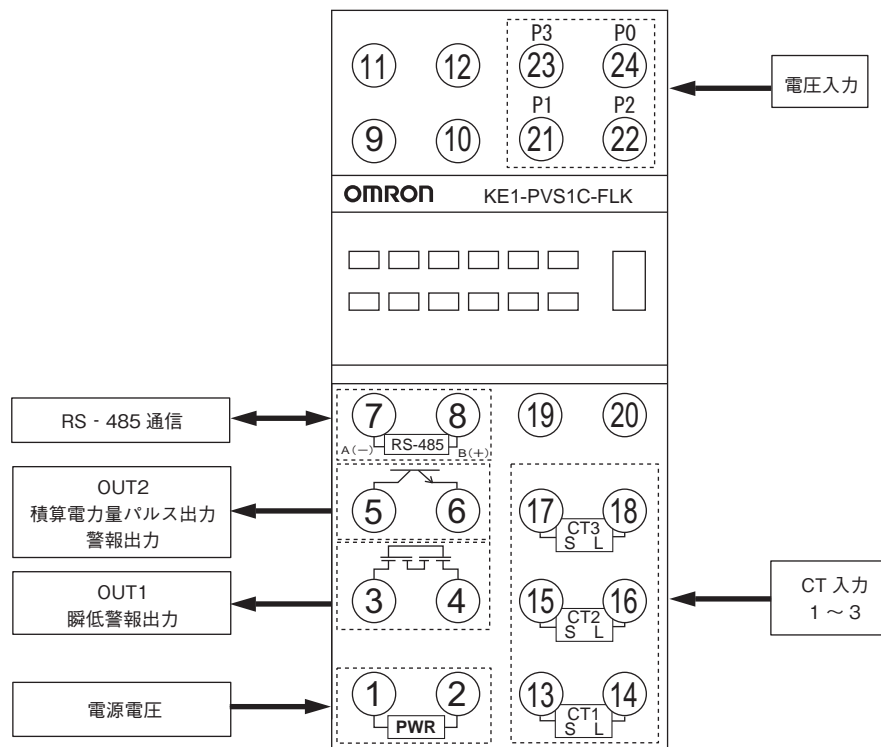 P3 P0
11 12 23 24
電圧入力
P1 P2
9 10 21 22
OMRON KE1-PVS1C-FLK
RS - 485 通信
7 8 19 20
A(−) RS-485 B(+)
OUT2
積算電力量パルス出力
警報出力
5 6 17 18
CT3
S L
OUT1
瞬低警報出力
3 4 15 16
CT2
S L
CT 入力
1 ~ 3
電源電圧
1 2 13 14
PWR
CT1
S L